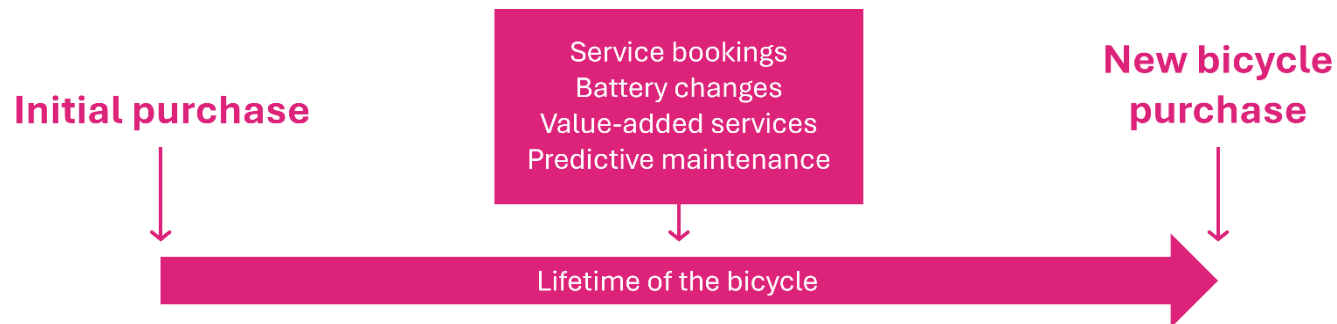 Initial purchase
Service bookings
Battery changes
Value-added services
Predictive maintenance
New bicycle
purchase
Lifetime of the bicycle